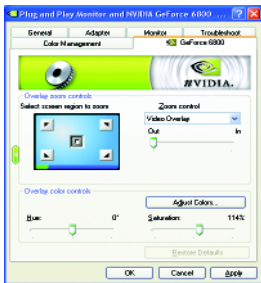 Plug and Play Monitor and NVIDIA GeForce 6800 ...
General Adapter Monitor Troubleshoot
Color Management GeForce 6800
NVIDIA.
Overlay zoom controls
Select screen region to zoom
Zoom control
Video Overlay
Out In
Overlay color controls
Adjust Colors...
Hue: 0° Saturation: 114%
Restore Defaults
OK Cancel Apply